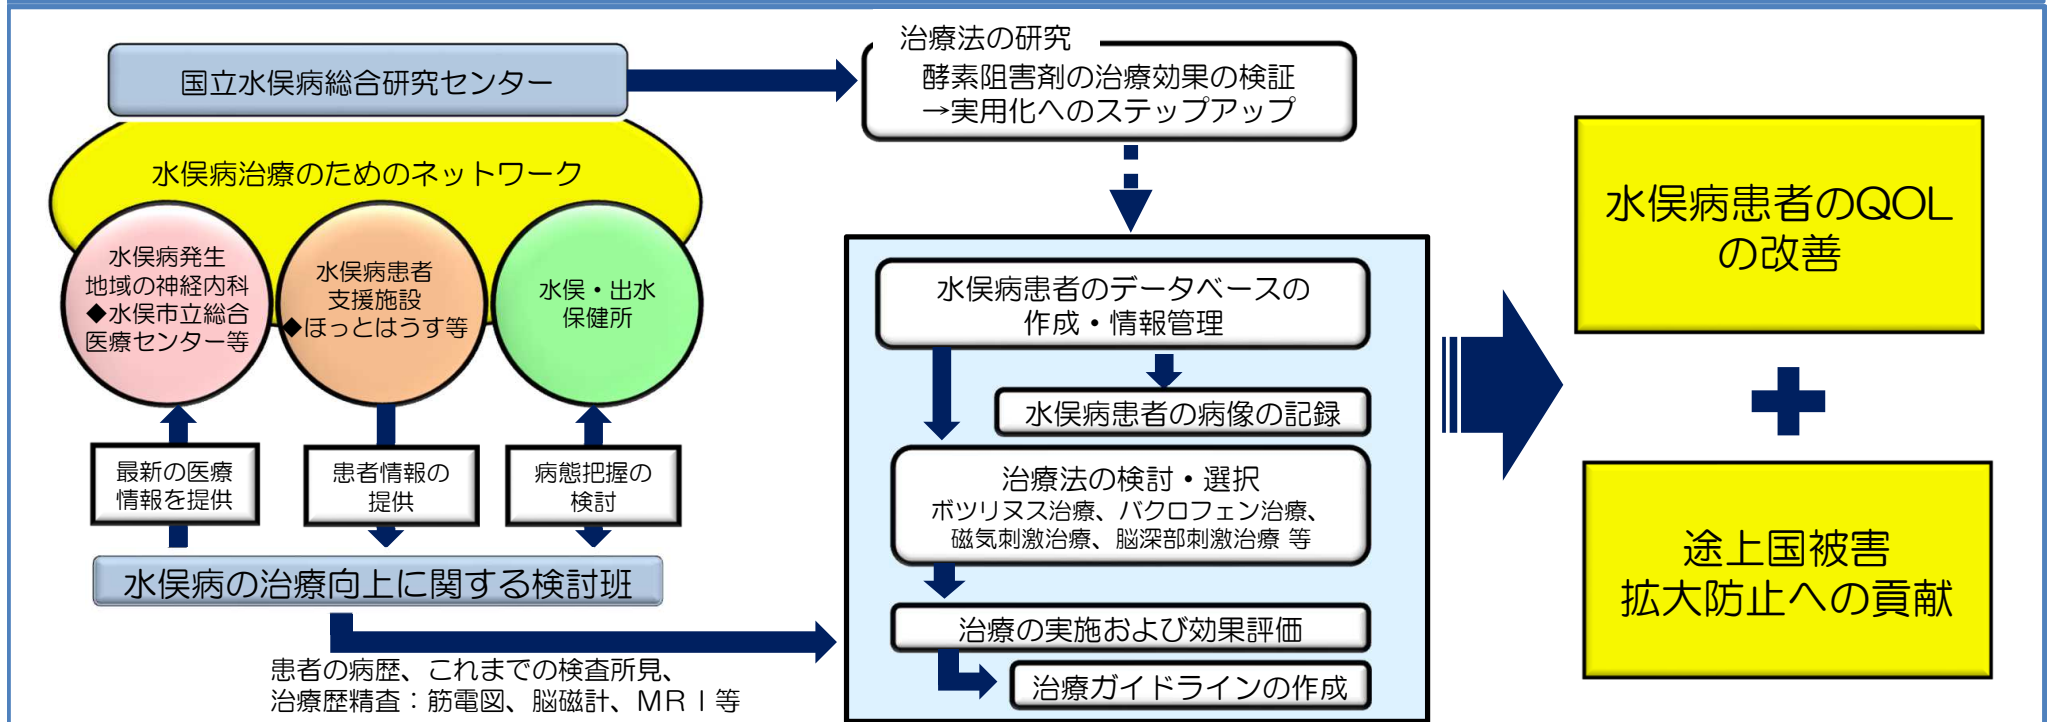 国立水俣病総合研究センター
水俣病治療のためのネットワーク
水俣病発生
地域の神経内科
◆水俣市立総合
医療センター等
水俣病患者
支援施設
◆ほっとはうす等
水俣・出水
保健所
最新の医療
情報を提供
患者情報の
提供
病態把握の
検討
水俣病の治療向上に関する検討班
患者の病歴、これまでの検査所見、
治療歴精査：筋電図、脳磁計、MRI等
治療法の研究
酵素阻害剤の治療効果の検証
→実用化へのステップアップ
水俣病患者のデータベースの
作成・情報管理
水俣病患者の病像の記録
治療法の検討・選択
ボツリヌス治療、バクロフェン治療、
磁気刺激治療、脳深部刺激治療 等
治療の実施および効果評価
治療ガイドラインの作成
水俣病患者のQOL
の改善
途上国被害
拡大防止への貢献